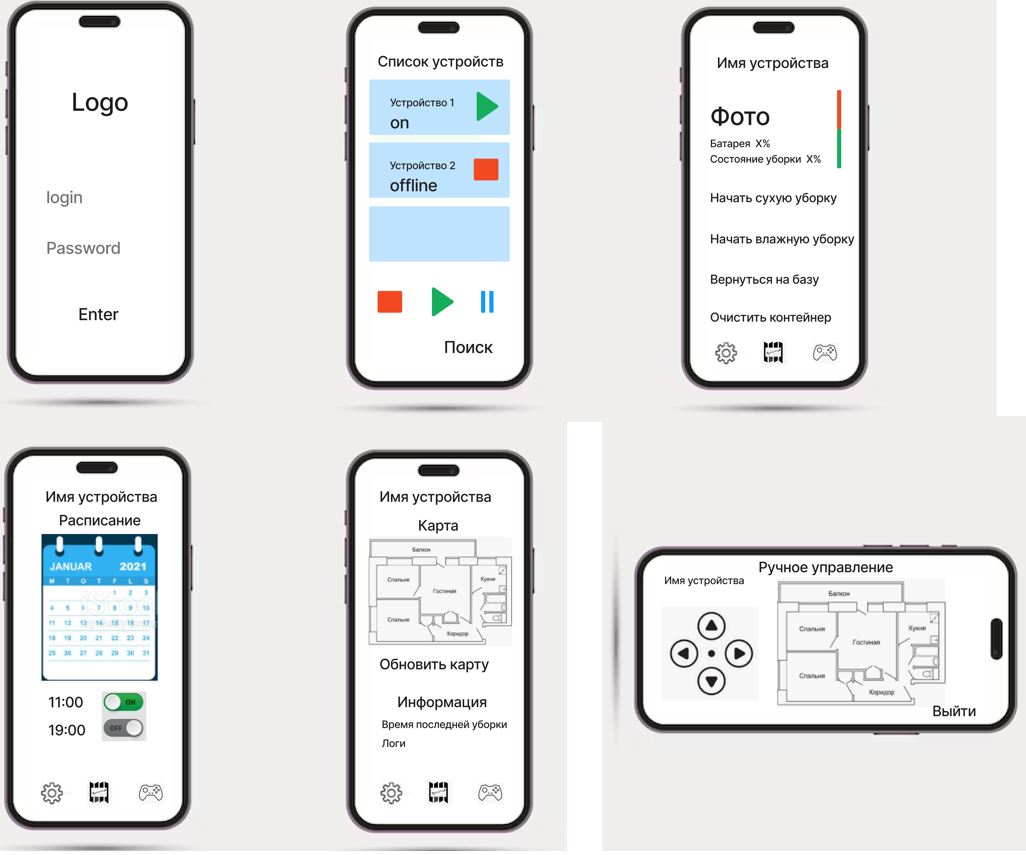 Logo
login
Password
Enter
Список устройств
Устройство 1
on
Устройство 2
offline
Поиск
Имя устройства
Фото
Батарея X%
Состояние уборки X%
Начать сухую уборку
Начать влажную уборку
Вернуться на базу
Очистить контейнер
Имя устройства
Расписание
JANUAR 2021
M T O T F L S
1 2 3
4 5 6 7 8 9 10
11 12 13 14 15 16 17
18 19 20 21 22 23 24
25 26 27 28 29 30 31
11:00 ON
19:00 OFF
Имя устройства
Карта
Балкон
Спальня
Гостиная
Кухня
Спальня
Коридор
Обновить карту
Информация
Время последней уборки
Логи
Ручное управление
Имя устройства
Балкон
Спальня
Гостиная
Кухня
Спальня
Коридор
Выйти